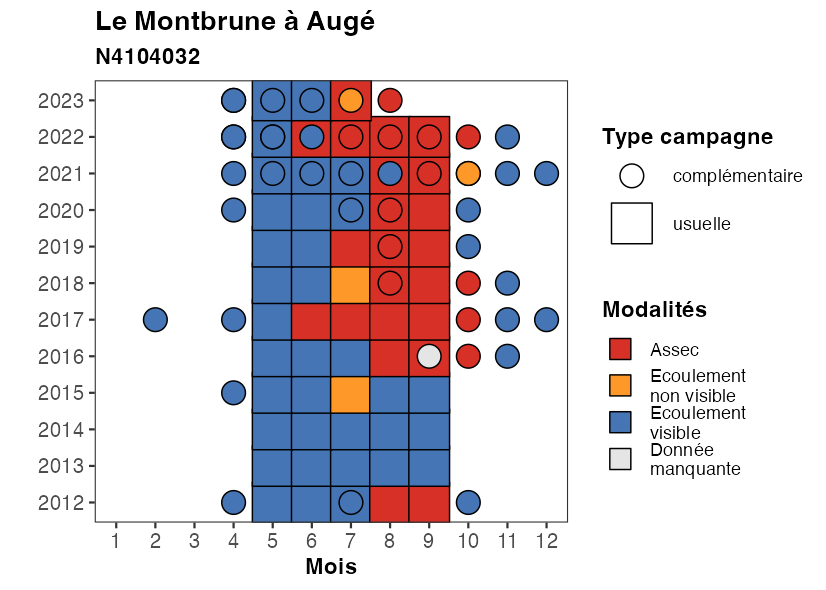 Le Montbrune à Augé
N4104032
2023
2022
2021
2020
2019
2018
2017
2016
2015
2014
2013
2012
1 2 3 4 5 6 7 8 9 10 11 12
Mois
Type campagne
complémentaire
usuelle
Modalités
Assec
Ecoulement
non visible
Ecoulement
visible
Donnée
manquante